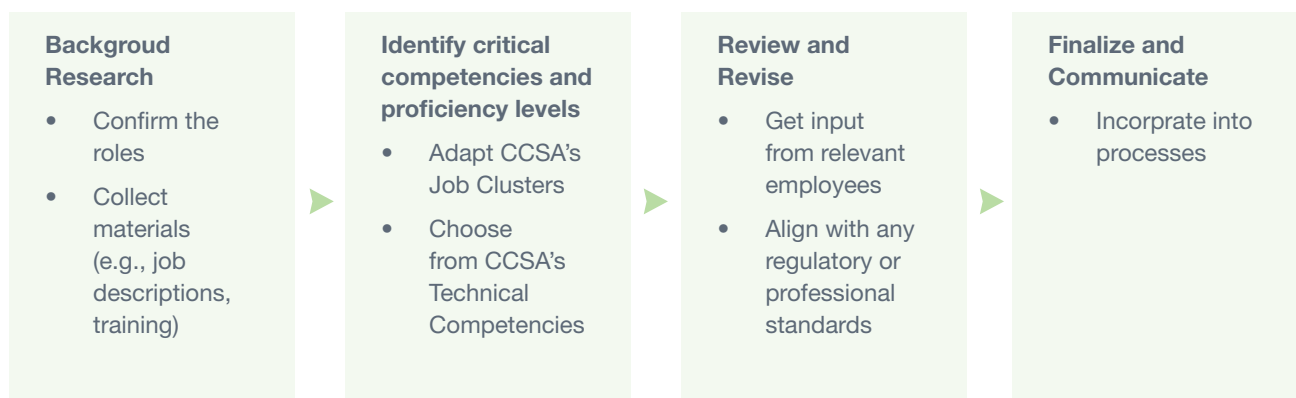 Backgroud
Research
• Confirm the
roles
• Collect
materials
(e.g., job
descriptions,
training)
Identify critical
competencies and
proficiency levels
• Adapt CCSA’s
Job Clusters
• Choose
from CCSA’s
Technical
Competencies
Review and
Revise
• Get input
from relevant
employees
• Align with any
regulatory or
professional
standards
Finalize and
Communicate
• Incorprate into
processes